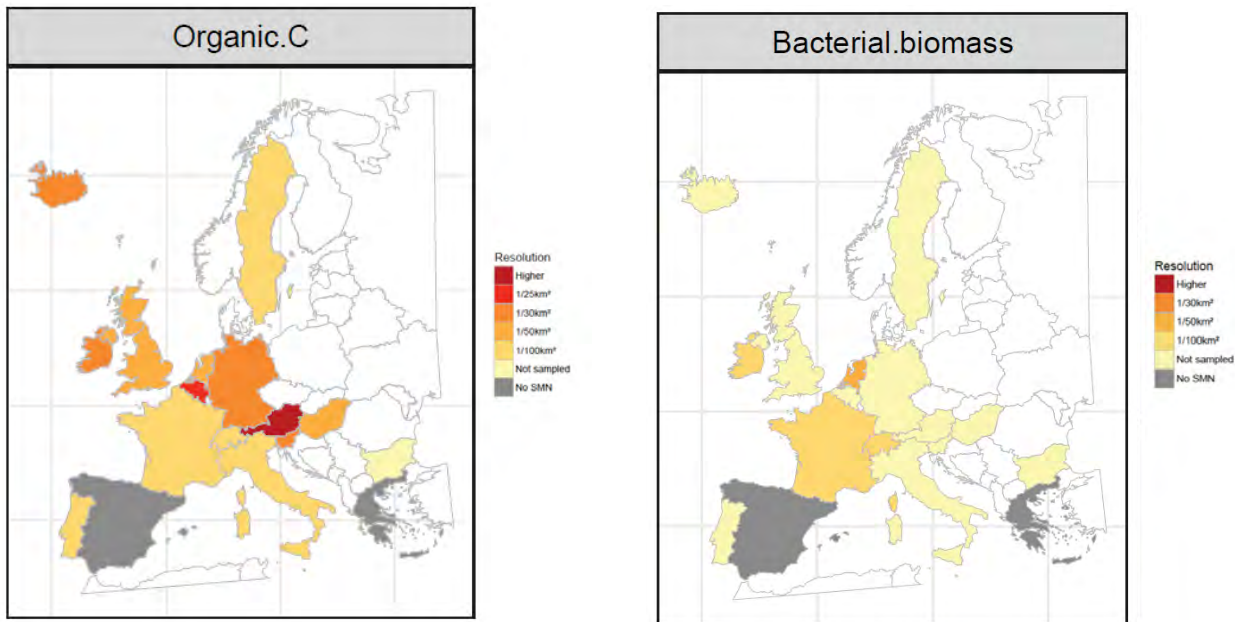 Organic.C
Resolution
Higher
1/25km²
1/30km²
1/50km²
1/100km²
Not sampled
No SMN
Bacterial.biomass
Resolution
Higher
1/30km²
1/50km²
1/100km²
Not sampled
No SMN